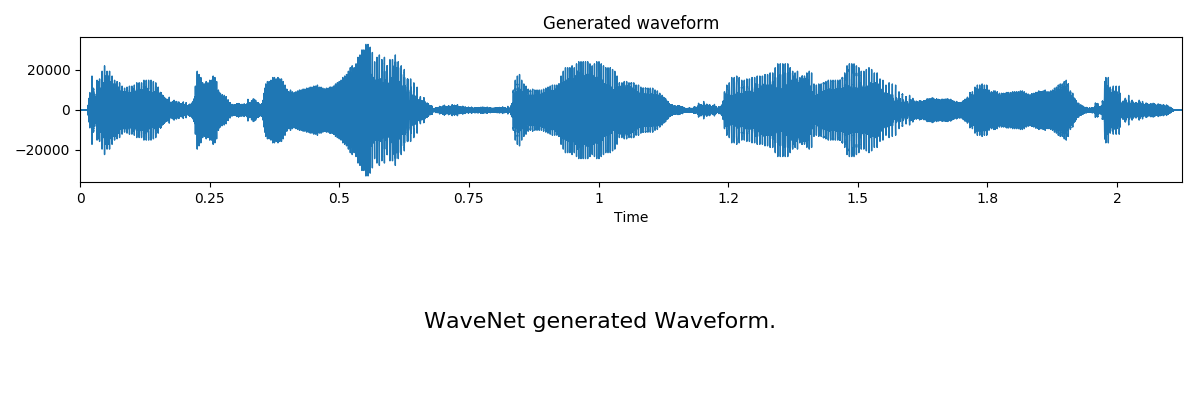 Generated waveform
20000
0
−20000
0 0.25 0.5 0.75 1 1.2 1.5 1.8 2
Time
WaveNet generated Waveform.